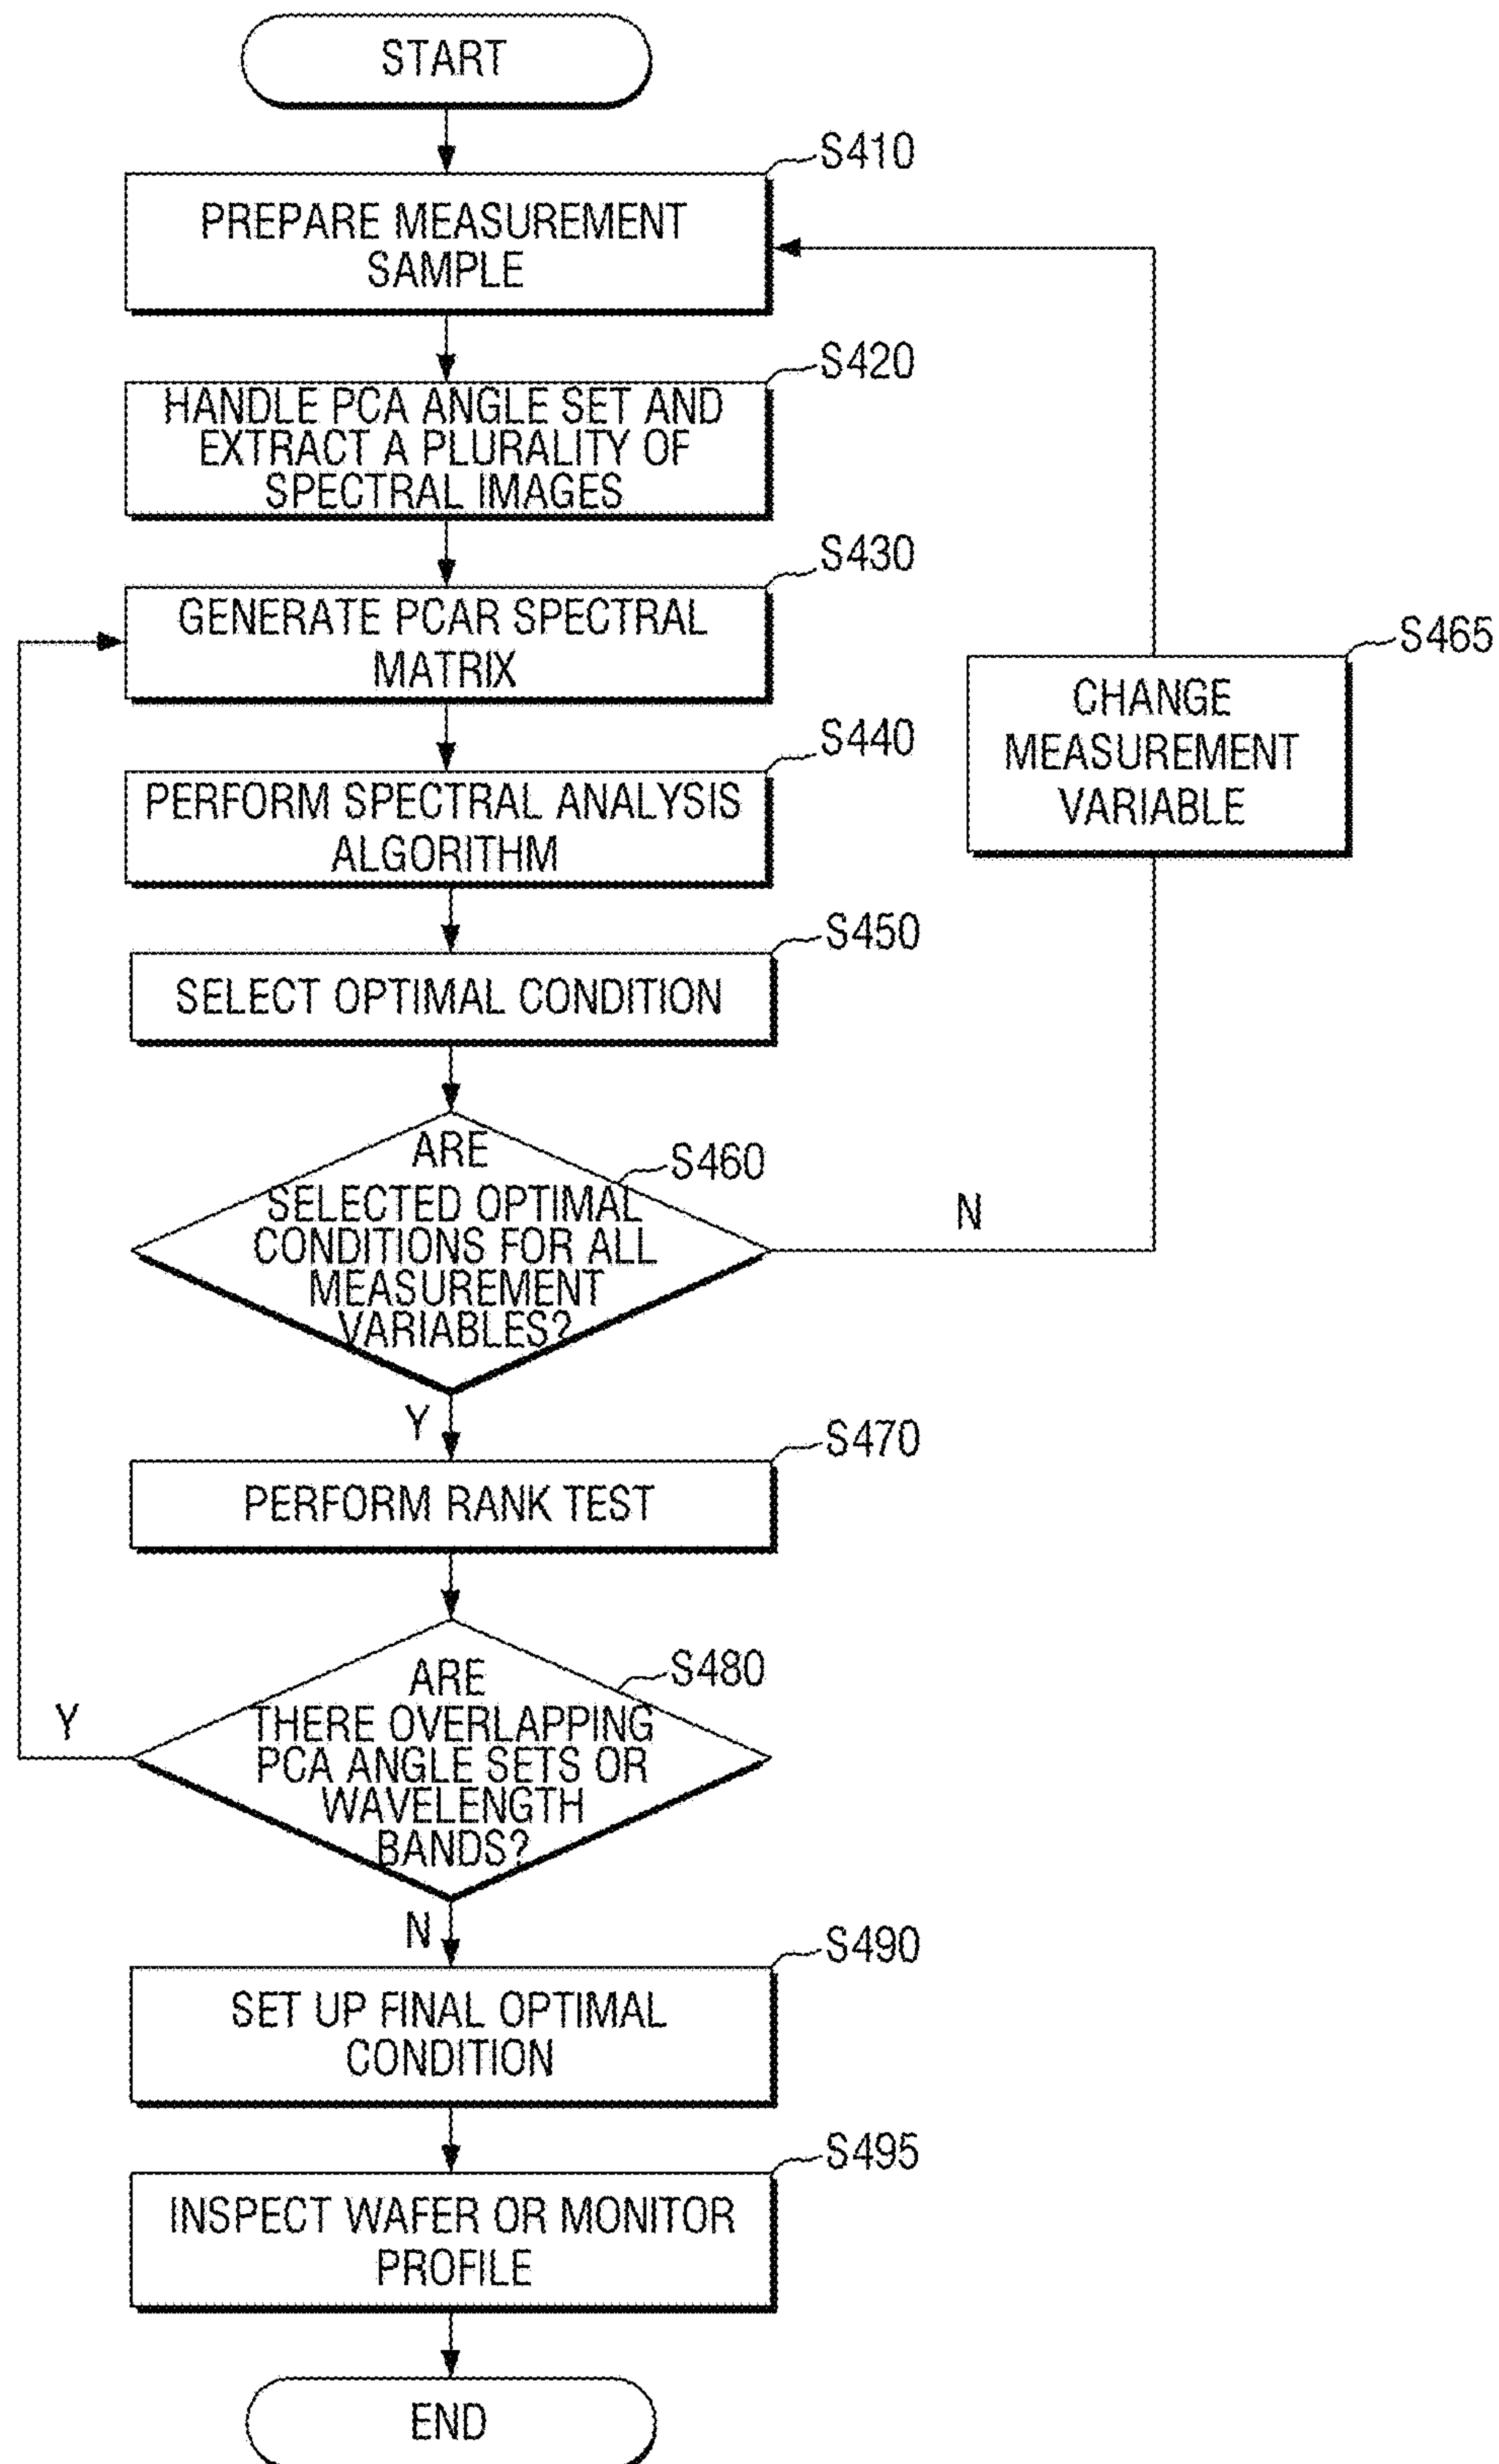 START
S410
PREPARE MEASUREMENT
SAMPLE
S420
HANDLE PCA ANGLE SET AND
EXTRACT A PLURALITY OF
SPECTRAL IMAGES
S430
GENERATE PCAR SPECTRAL
MATRIX
S465
CHANGE
MEASUREMENT
VARIABLE
S440
PERFORM SPECTRAL ANALYSIS
ALGORITHM
S450
SELECT OPTIMAL CONDITION
S460
ARE
SELECTED OPTIMAL
CONDITIONS FOR ALL
MEASUREMENT
VARIABLES?
N
Y
S470
PERFORM RANK TEST
S480
ARE
THERE OVERLAPPING
PCA ANGLE SETS OR
WAVELENGTH
BANDS?
Y
N
S490
SET UP FINAL OPTIMAL
CONDITION
S495
INSPECT WAFER OR MONITOR
PROFILE
END